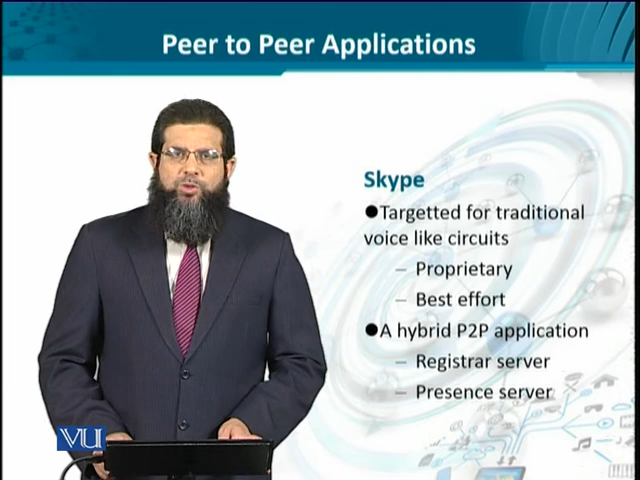 Peer to Peer Applications
Skype
●Targetted for traditional
voice like circuits
– Proprietary
– Best effort
●A hybrid P2P application
– Registrar server
– Presence server
VU